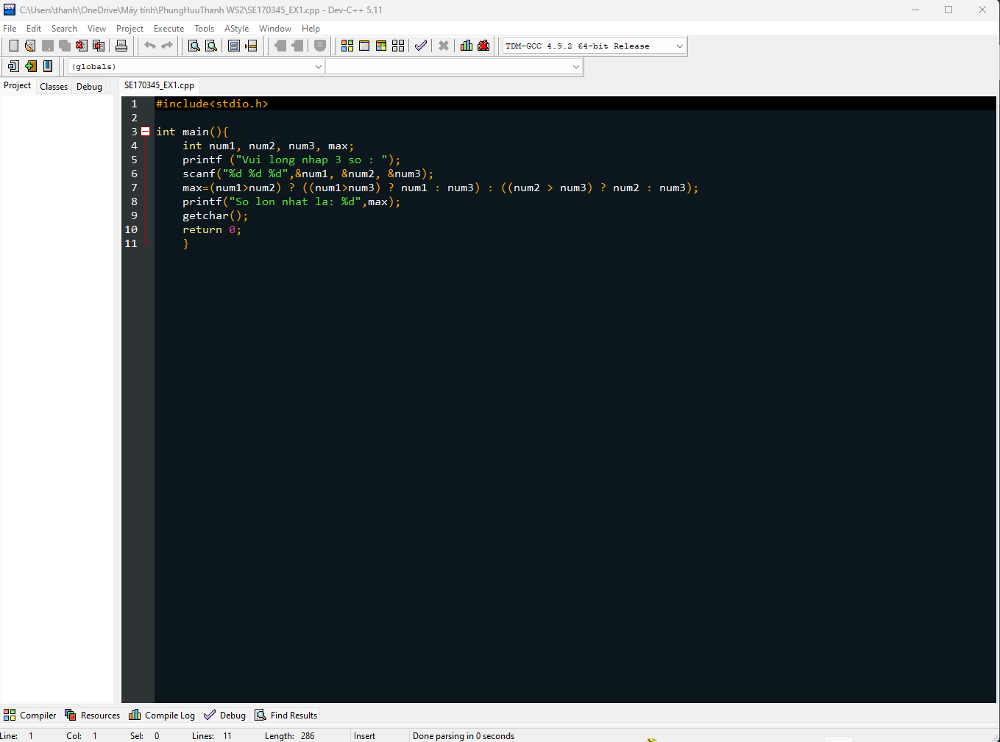 C:\Users\thanh\OneDrive\Máy tính\PhungHuuThanh WS2\SE170345_EX1.cpp - Dev-C++ 5.11
File Edit Search View Project Execute Tools AStyle Window Help
TDM-GCC 4.9.2 64-bit Release
(globals)
Project Classes Debug SE170345_EX1.cpp
1 #include<stdio.h>
2
3 int main(){
4 int num1, num2, num3, max;
5 printf ("Vui long nhap 3 so : ");
6 scanf("%d %d %d",&num1, &num2, &num3);
7 max=(num1>num2) ? ((num1>num3) ? num1 : num3) : ((num2 > num3) ? num2 : num3);
8 printf("So lon nhat la: %d",max);
9 getchar();
10 return 0;
11 }
Compiler Resources Compile Log Debug Find Results
Line: 1 Col: 1 Sel: 0 Lines: 11 Length: 286 Insert Done parsing in 0 seconds